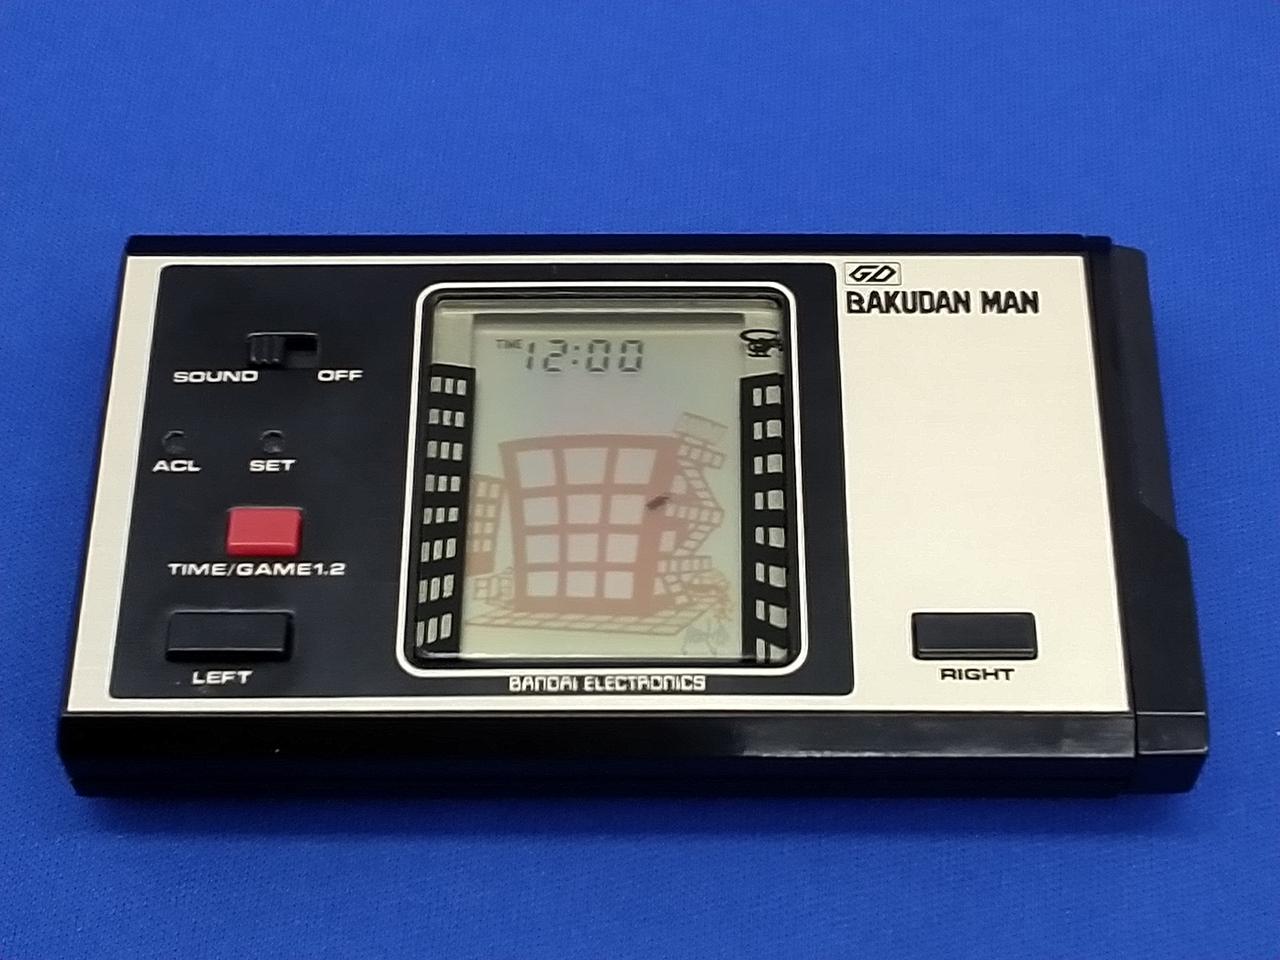 GD
BAKUDAN MAN
SOUND OFF
TIME 12:00
ACL SET
TIME/GAME1.2
LEFT
RIGHT
BANDAI ELECTRONICS